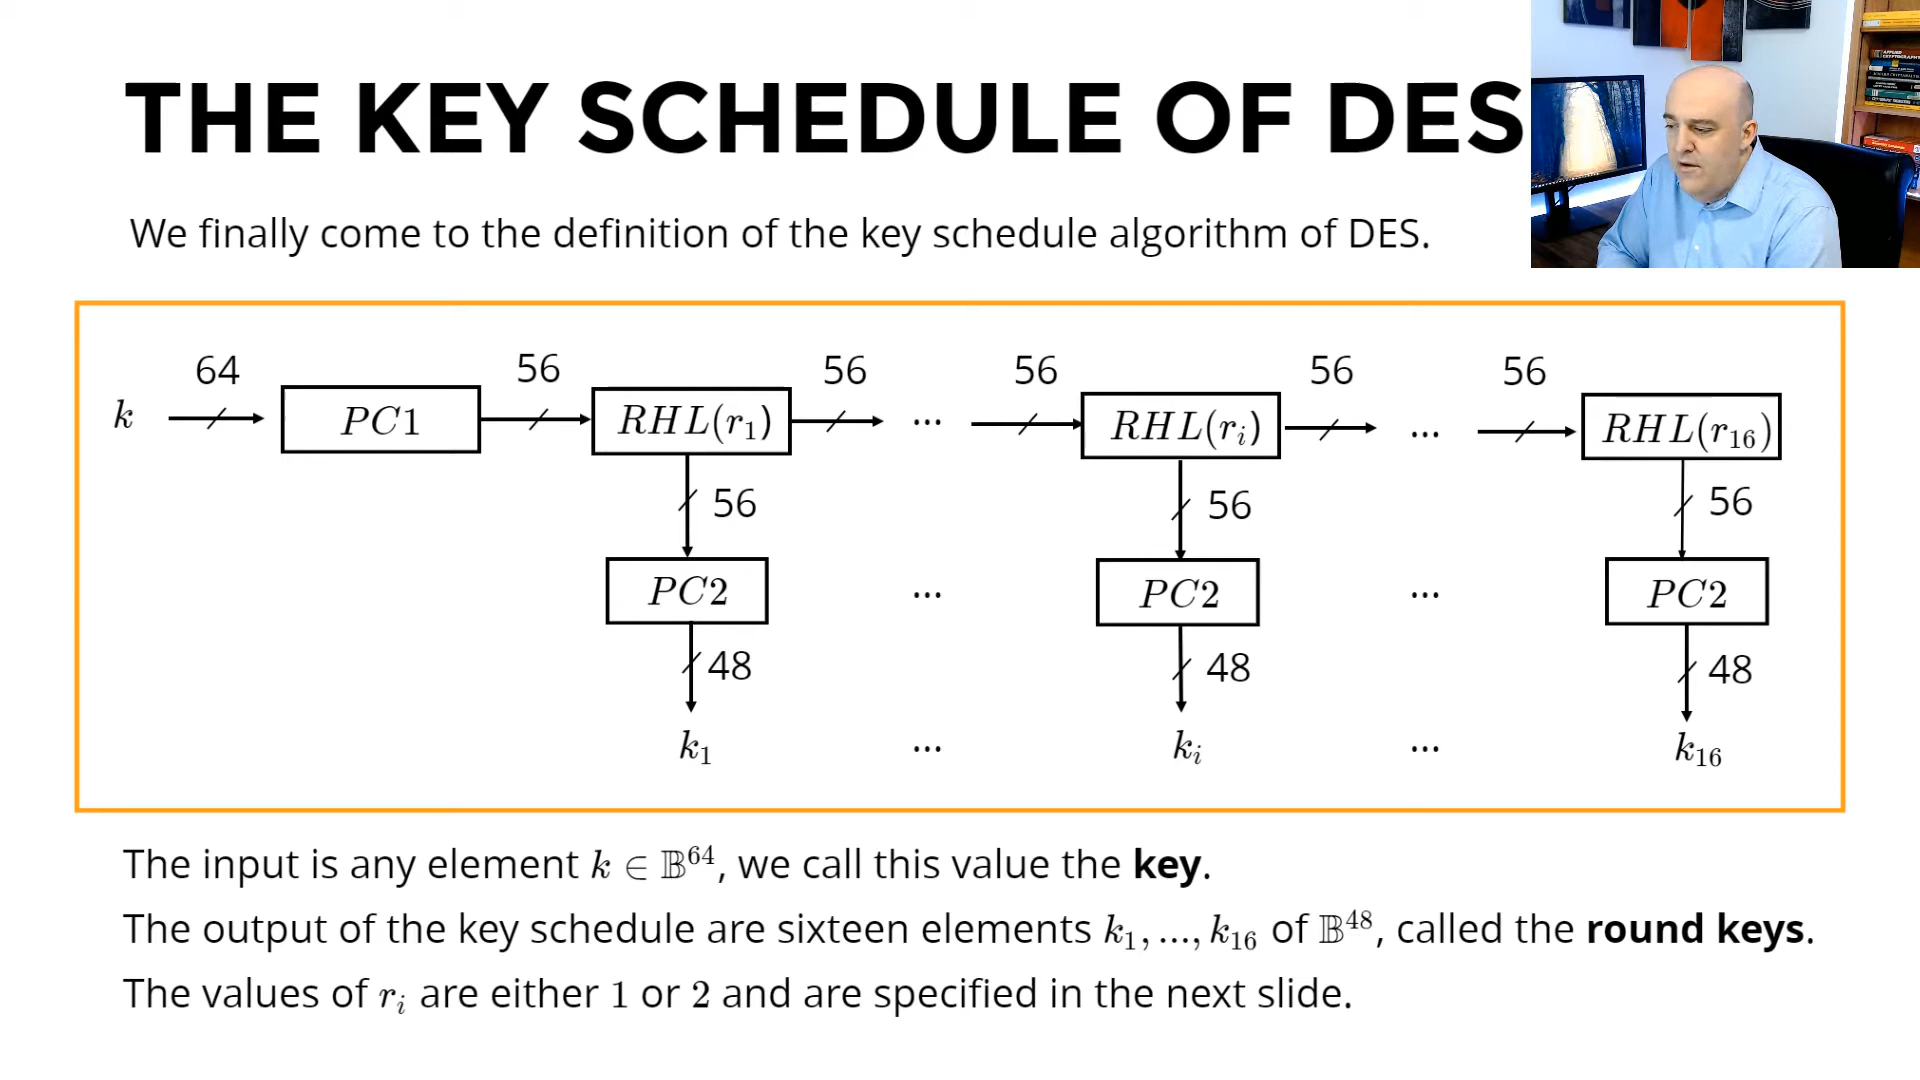 THE KEY SCHEDULE OF DES
We finally come to the definition of the key schedule algorithm of DES.
64 56 56 56 56 56
k PC1 RHL(r₁) ... RHL(rᵢ) ... RHL(r₁₆)
56 56 56
PC2 ... PC2 ... PC2
48 48 48
k₁ ... kᵢ ... k₁₆
The input is any element k ∈ 𝔹⁶⁴, we call this value the key.
The output of the key schedule are sixteen elements k₁, ..., k₁₆ of 𝔹⁴⁸, called the round keys.
The values of rᵢ are either 1 or 2 and are specified in the next slide.